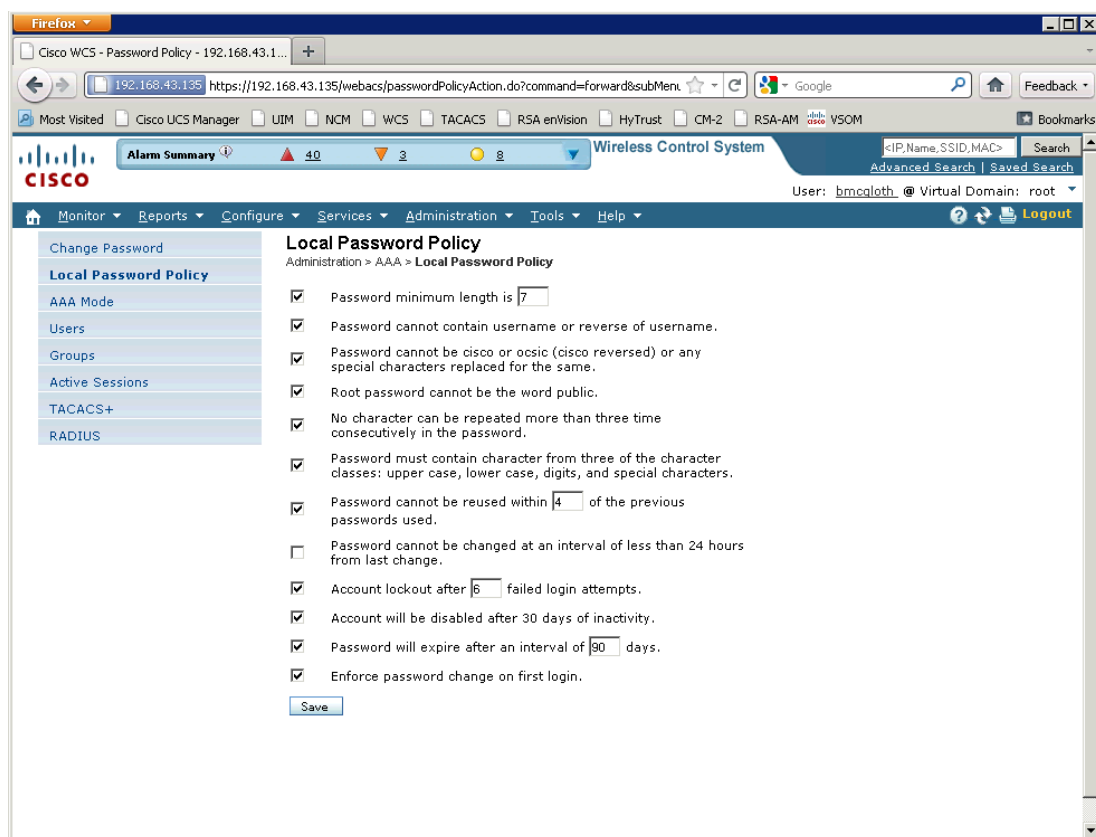 Firefox
Cisco WCS - Password Policy - 192.168.43.1...
192.168.43.135 https://192.168.43.135/webacs/passwordPolicyAction.do?command=forward&subMenu
Google
Feedback
Most Visited Cisco UCS Manager UIM NCM WCS TACACS RSA enVision HyTrust CM-2 RSA-AM VSOM Bookmarks
CISCO
Alarm Summary 40 3 8
Wireless Control System
<IP,Name,SSID,MAC> Search
Advanced Search | Saved Search
User: bmcgloth @ Virtual Domain: root
Monitor Reports Configure Services Administration Tools Help Logout
Change Password
Local Password Policy
AAA Mode
Users
Groups
Active Sessions
TACACS+
RADIUS
Local Password Policy
Administration > AAA > Local Password Policy
Password minimum length is 7
Password cannot contain username or reverse of username.
Password cannot be cisco or ocsic (cisco reversed) or any
special characters replaced for the same.
Root password cannot be the word public.
No character can be repeated more than three time
consecutively in the password.
Password must contain character from three of the character
classes: upper case, lower case, digits, and special characters.
Password cannot be reused within 4 of the previous
passwords used.
Password cannot be changed at an interval of less than 24 hours
from last change.
Account lockout after 6 failed login attempts.
Account will be disabled after 30 days of inactivity.
Password will expire after an interval of 90 days.
Enforce password change on first login.
Save